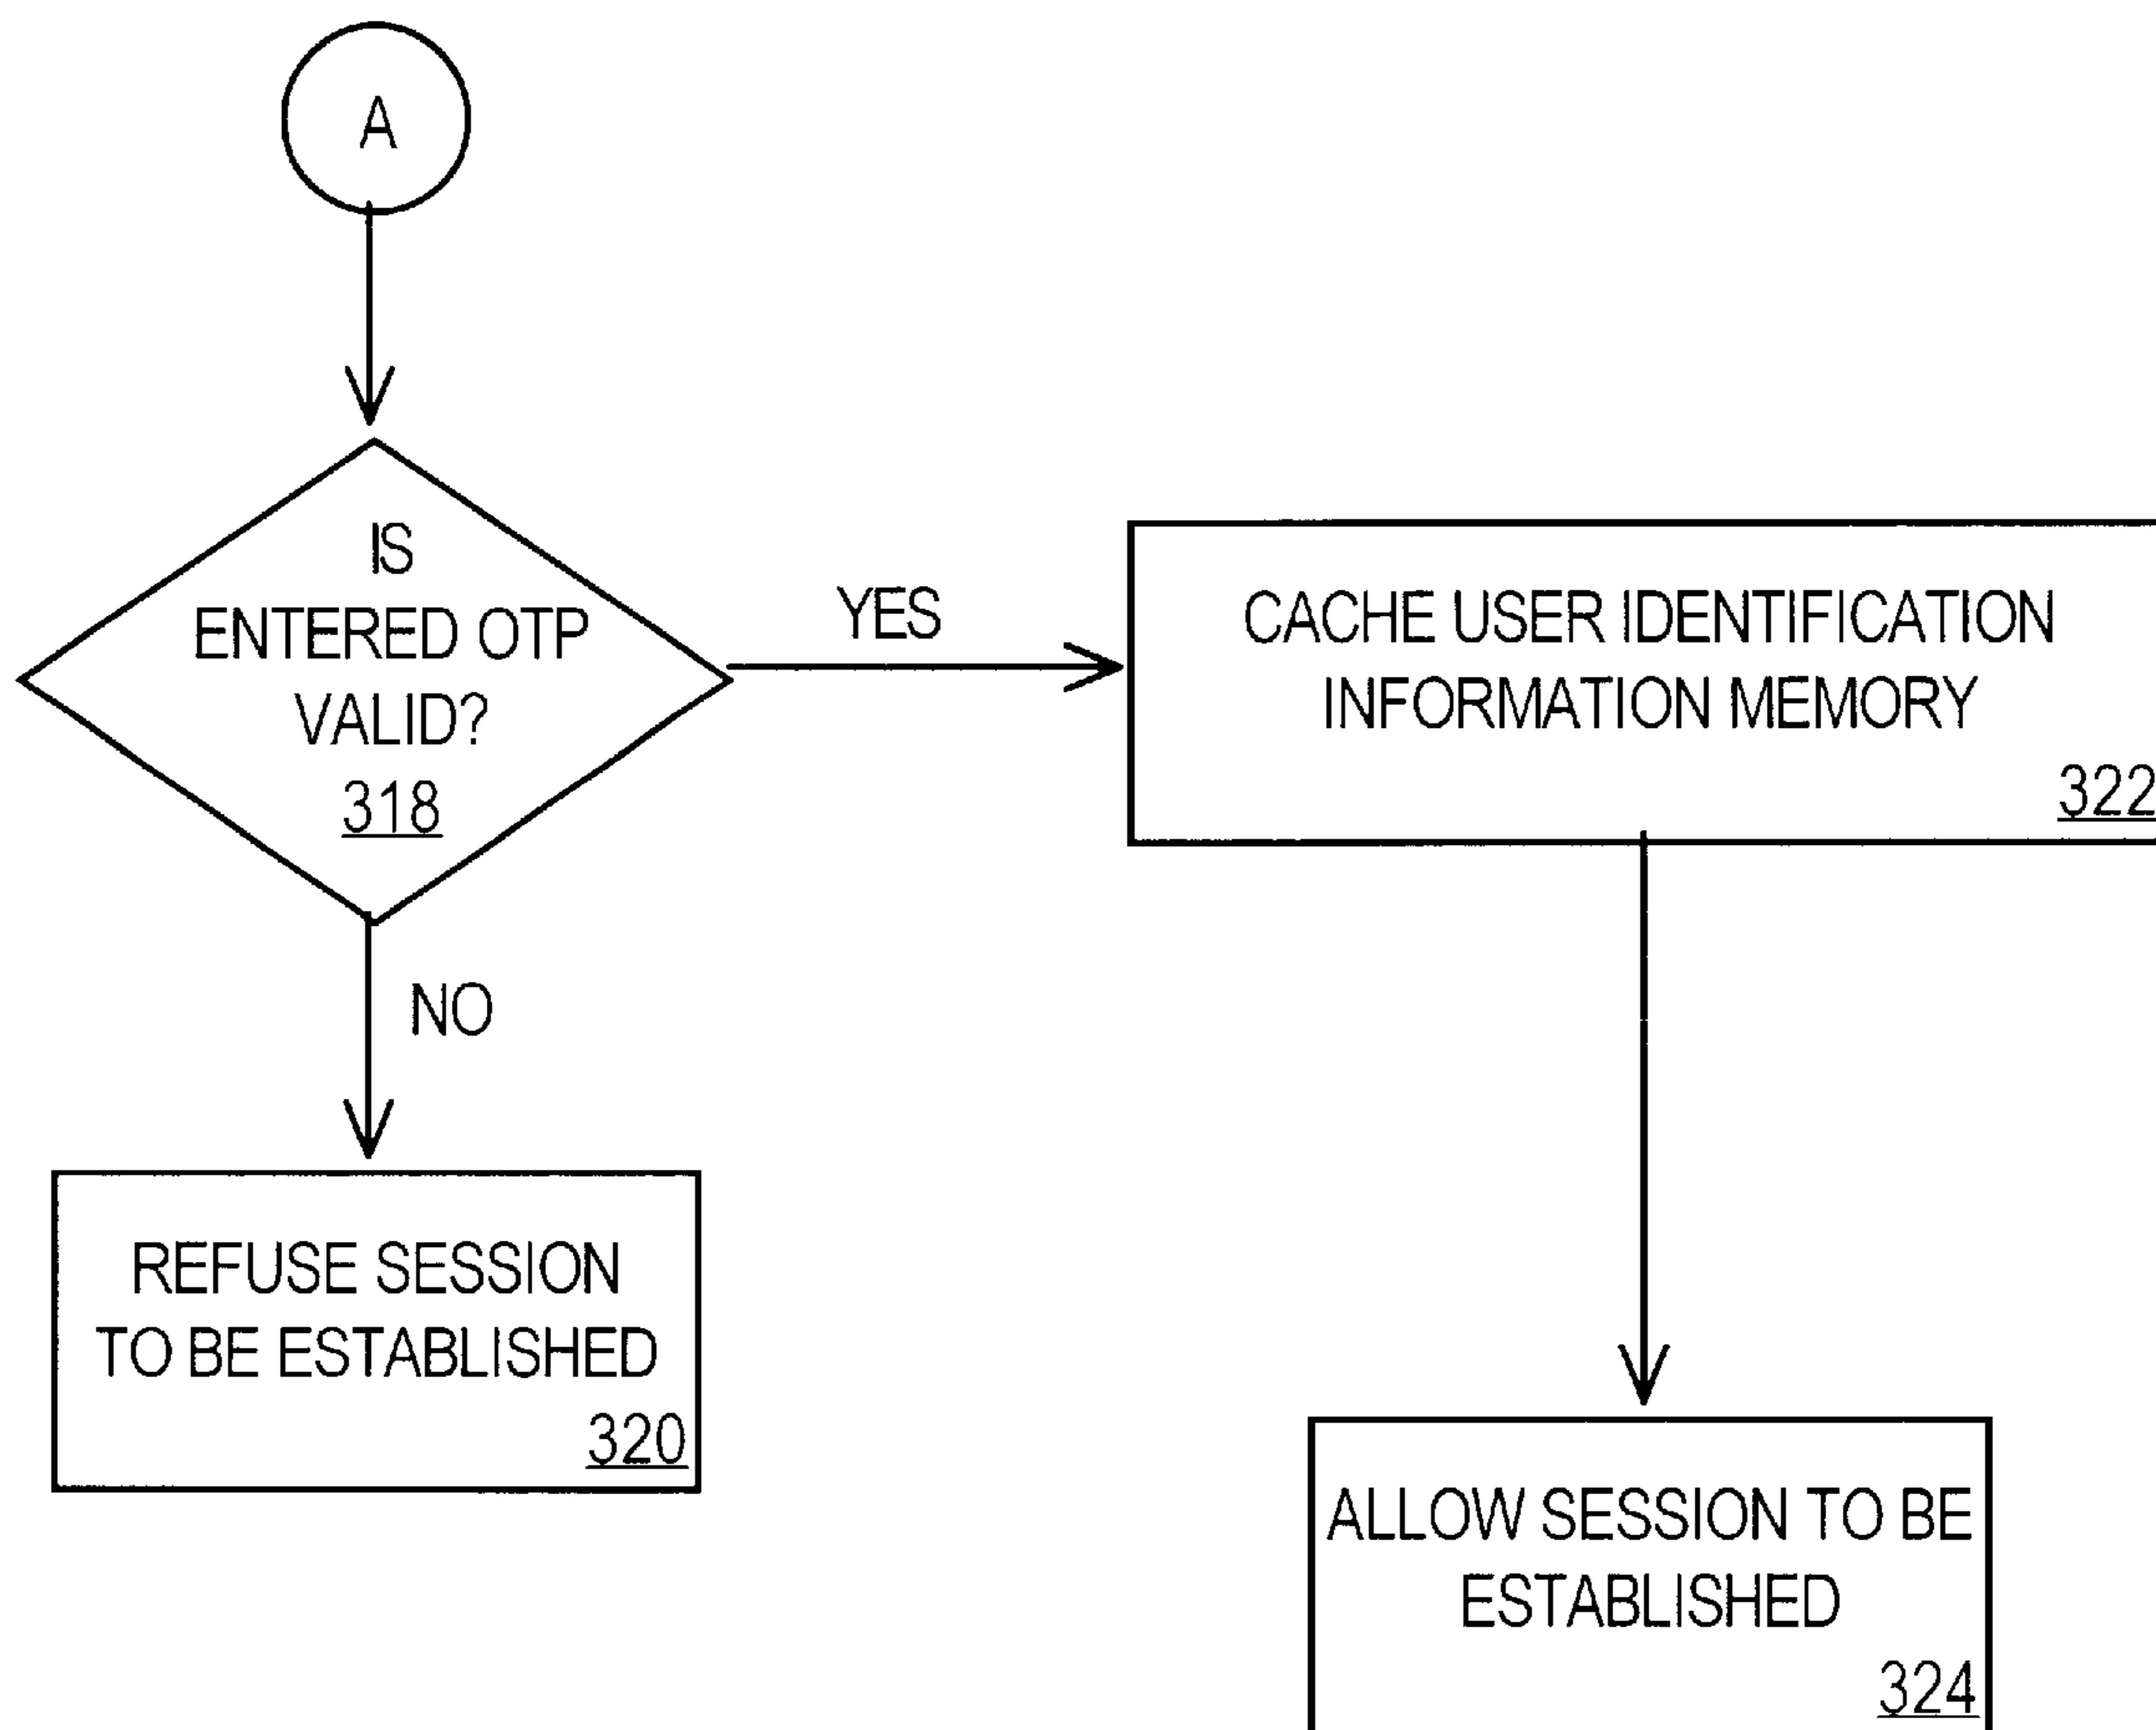 A
IS
ENTERED OTP
VALID?
318
YES
CACHE USER IDENTIFICATION
INFORMATION MEMORY
322
NO
REFUSE SESSION
TO BE ESTABLISHED
320
ALLOW SESSION TO BE
ESTABLISHED
324